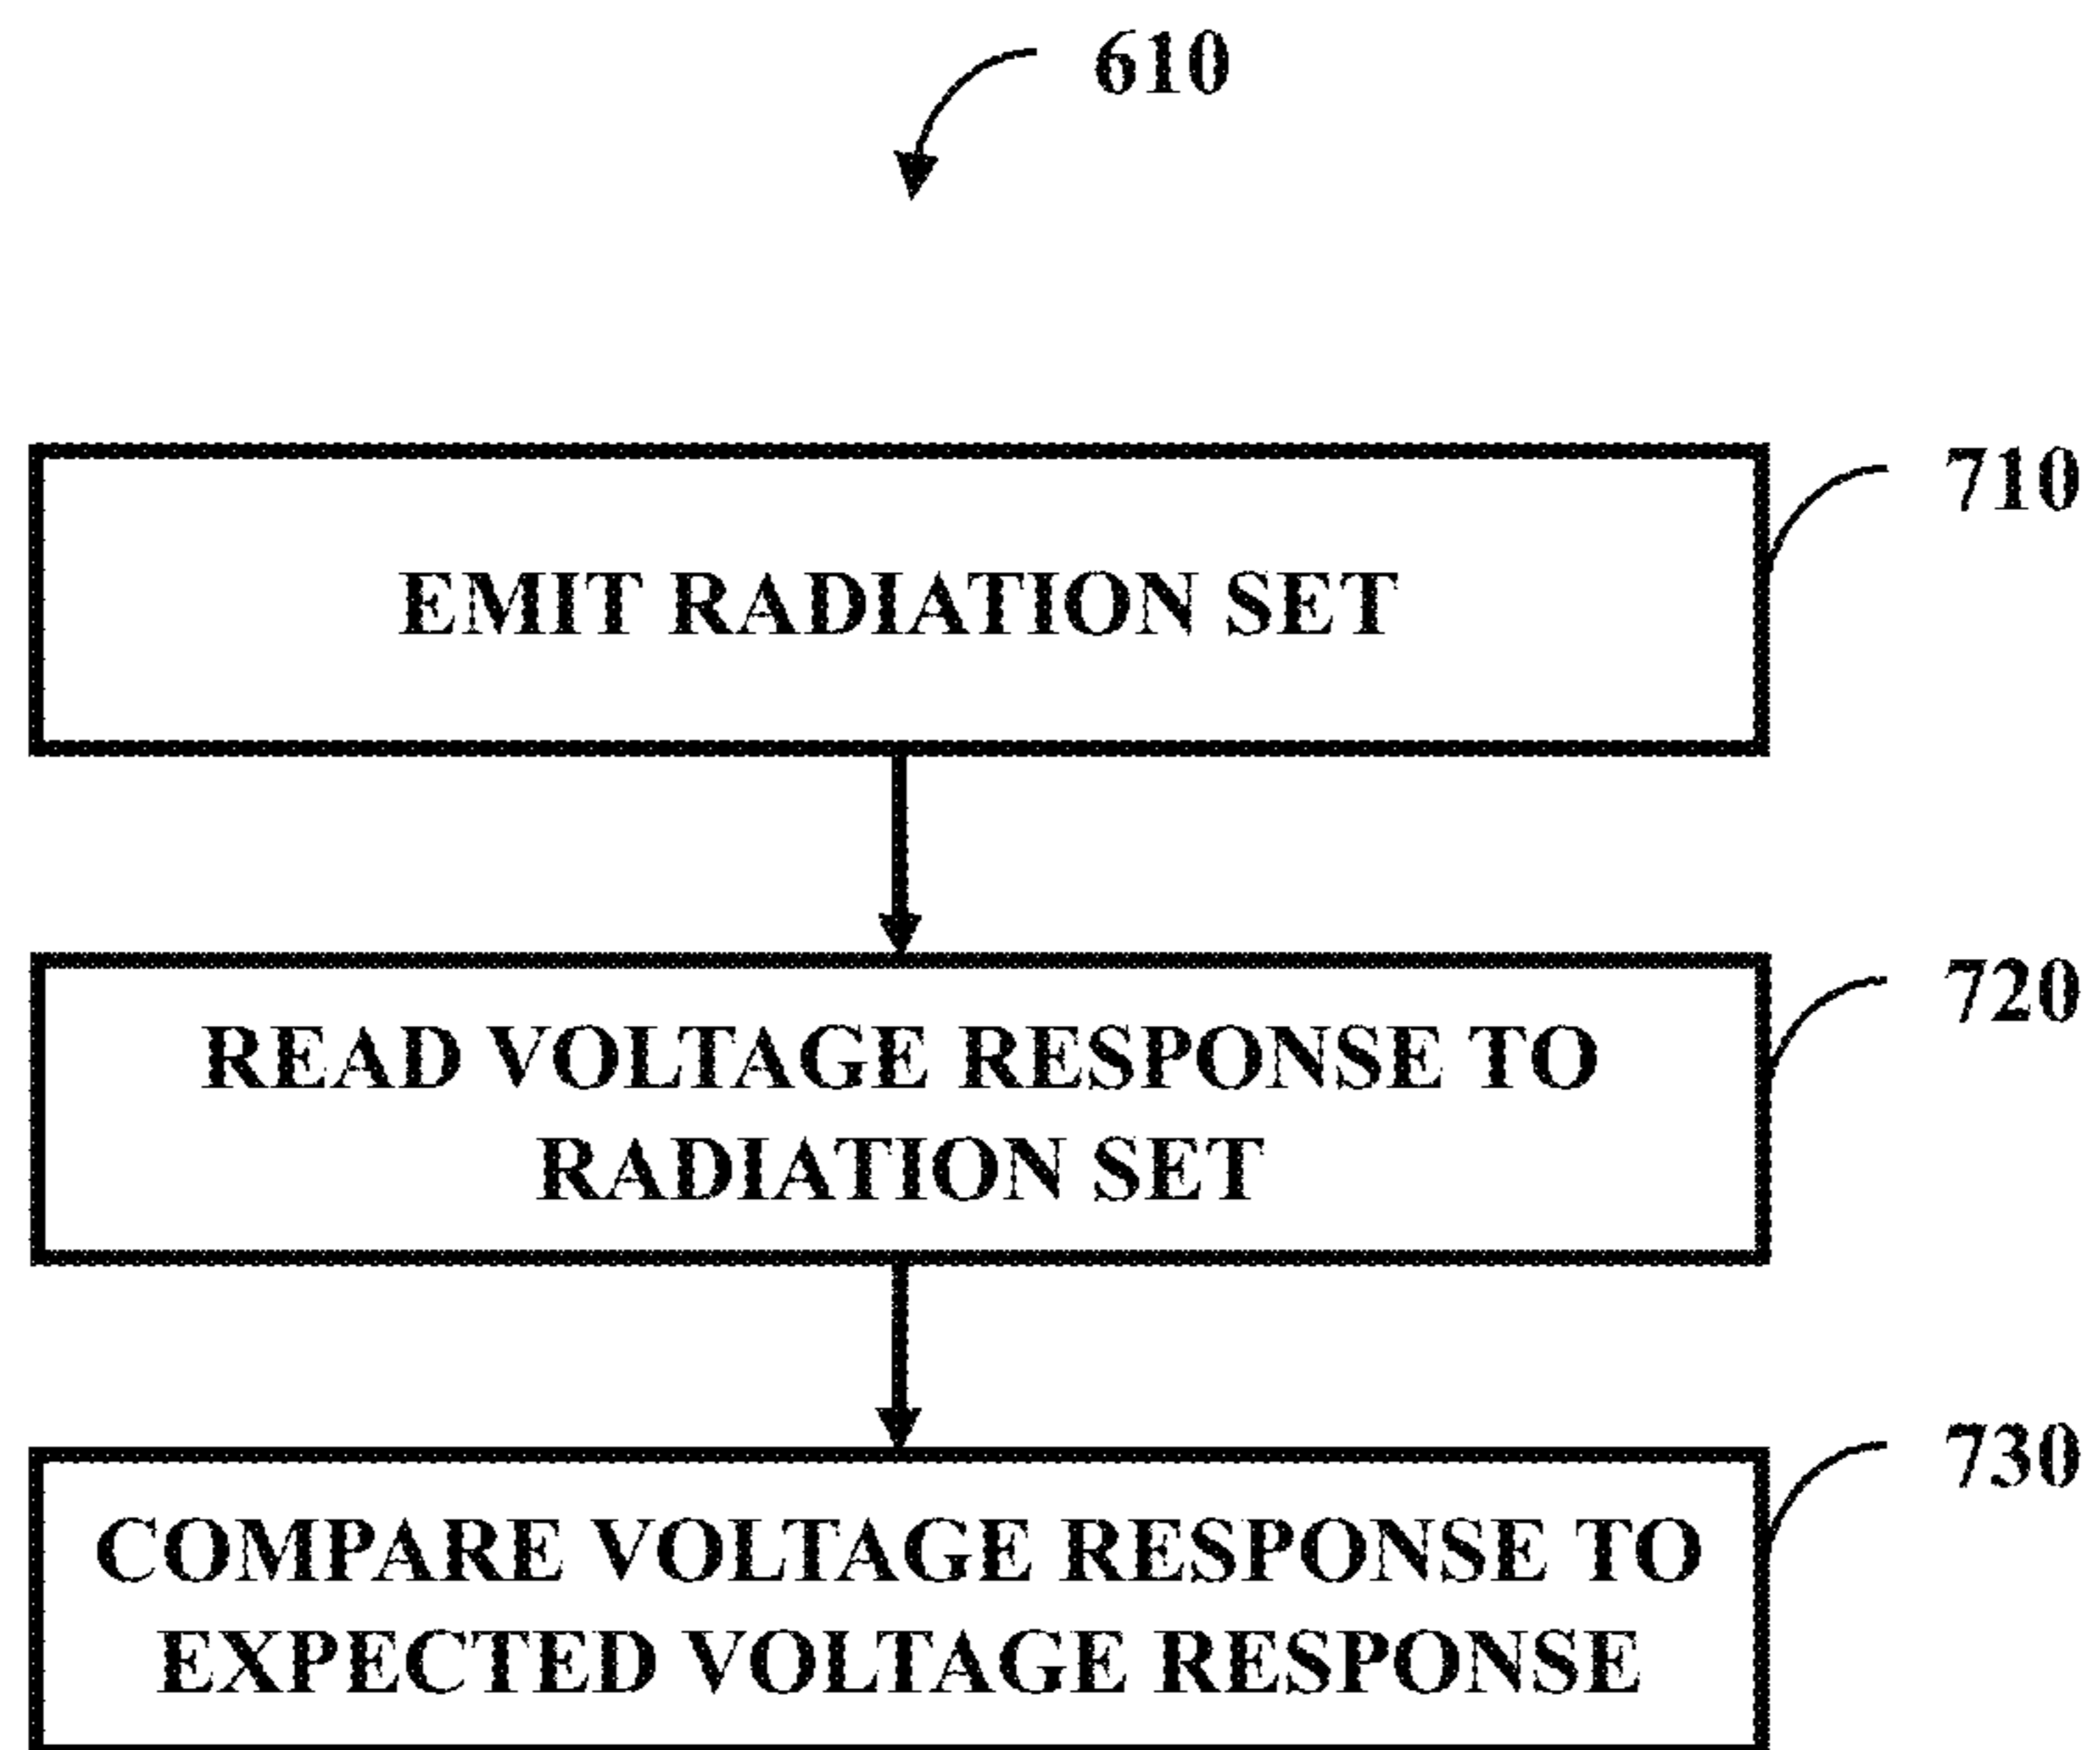 610
710
EMIT RADIATION SET
720
READ VOLTAGE RESPONSE TO
RADIATION SET
730
COMPARE VOLTAGE RESPONSE TO
EXPECTED VOLTAGE RESPONSE